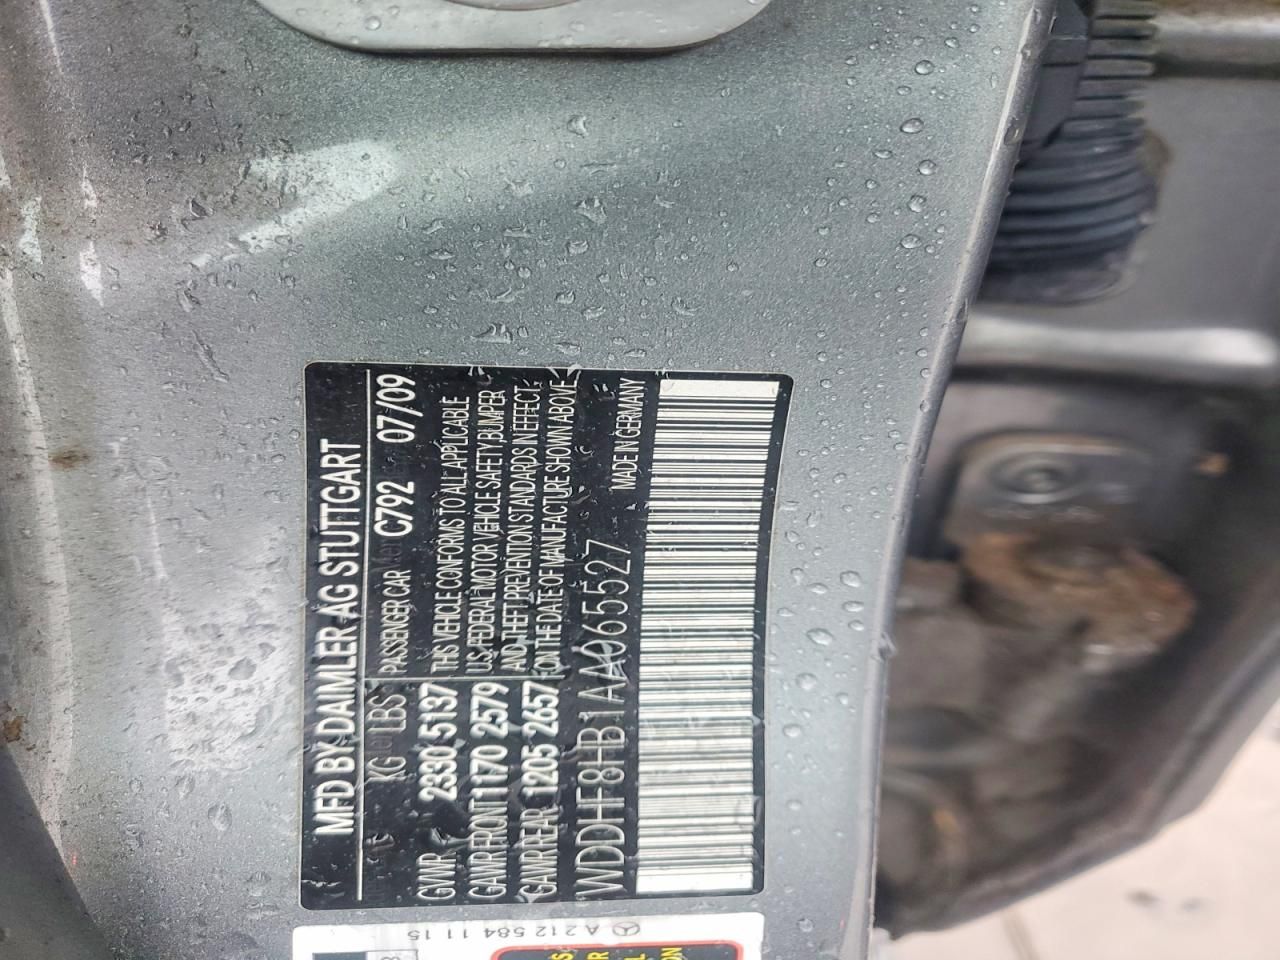 MFD BY DAIMLER AG STUTTGART
KG LBS PASSENGER CAR C792 07/09
GVWR 2330 5137
GAWR FRONT 1170 2579
GAWR REAR 1205 2657
THIS VEHICLE CONFORMS TO ALL APPLICABLE
U.S. FEDERAL MOTOR VEHICLE SAFETY, BUMPER
AND THEFT PREVENTION STANDARDS IN EFFECT
ON THE DATE OF MANUFACTURE SHOWN ABOVE
WDDHF8HB1AA065527
MADE IN GERMANY
A 212 584 11 15